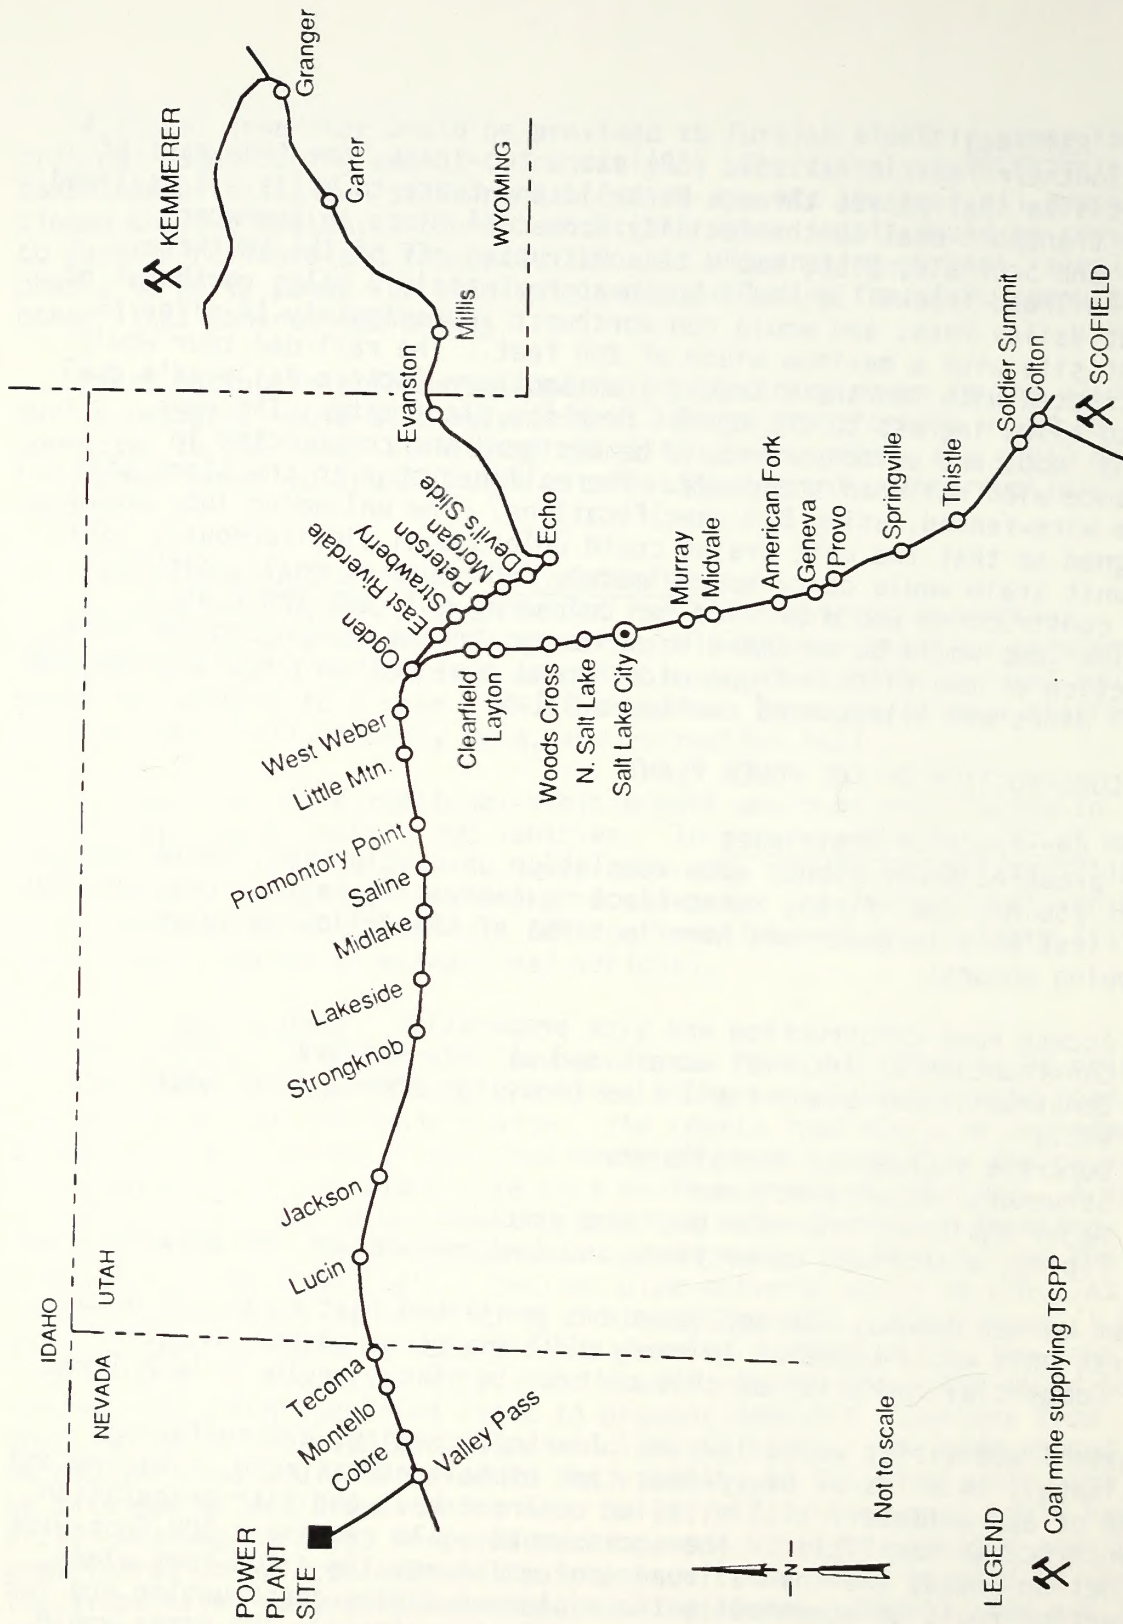 IDAHO
NEVADA
UTAH
WYOMING
KEMMERER
Granger
Carter
Millis
Evanston
Echo
Devil's Slide
Morgan
Peterson
Strawberry
East Riverdale
Ogden
West Weber
Little Mtn.
Promontory Point
Saline
Midlake
Lakeside
Strongknob
Jackson
Lucin
Tecoma
Montello
Cobre
Valley Pass
POWER
PLANT
SITE
Clearfield
Layton
Woods Cross
N. Salt Lake
Salt Lake City
Murray
Midvale
American Fork
Geneva
Provo
Springville
Thistle
Soldier Summit
Colton
SCOFIELD
N
Not to scale
LEGEND
Coal mine supplying TSPP